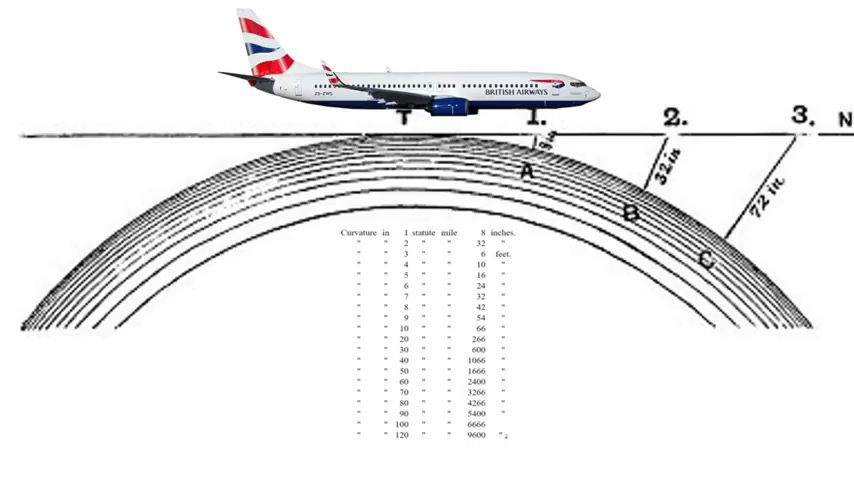 BRITISH AIRWAYS
T 1. 2. 3. N
32 in
72 in
A
B
C
Curvature in 1 statute mile 8 inches.
" " 2 " " 32 "
" " 3 " " 6 feet.
" " 4 " " 10 "
" " 5 " " 16 "
" " 6 " " 24 "
" " 7 " " 32 "
" " 8 " " 42 "
" " 9 " " 54 "
" " 10 " " 66 "
" " 20 " " 266 "
" " 30 " " 600 "
" " 40 " " 1066 "
" " 50 " " 1666 "
" " 60 " " 2400 "
" " 70 " " 3266 "
" " 80 " " 4266 "
" " 90 " " 5400 "
" " 100 " " 6666
" " 120 " " 9600 "